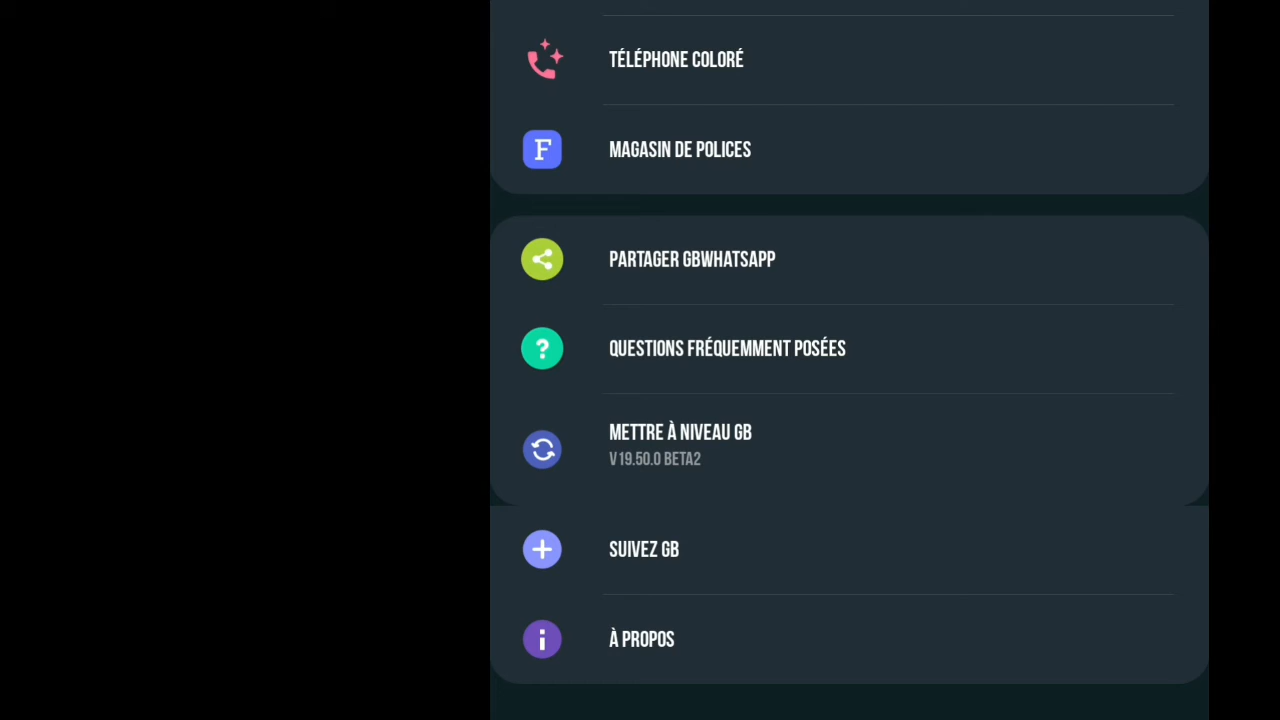 TÉLÉPHONE COLORÉ
F
MAGASIN DE POLICES
PARTAGER GBWHATSAPP
?
QUESTIONS FRÉQUEMMENT POSÉES
METTRE À NIVEAU GB
V19.50.0 BETA2
SUIVEZ GB
i
À PROPOS